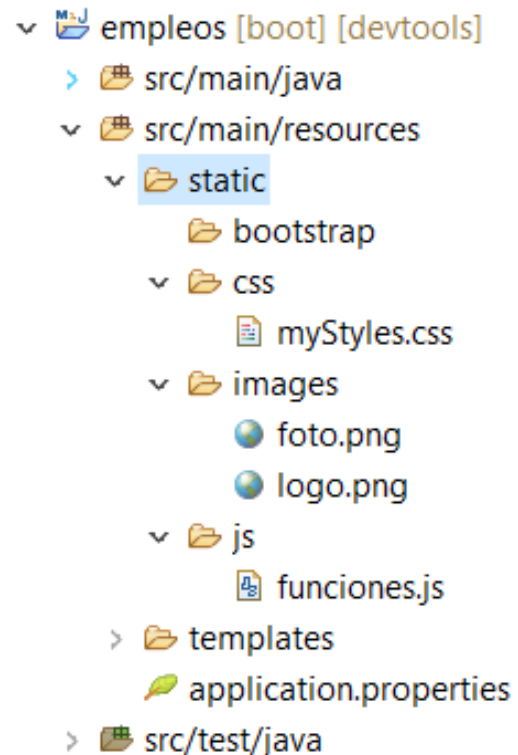 empleos [boot] [devtools]
src/main/java
src/main/resources
static
bootstrap
css
myStyles.css
images
foto.png
logo.png
js
funciones.js
templates
application.properties
src/test/java